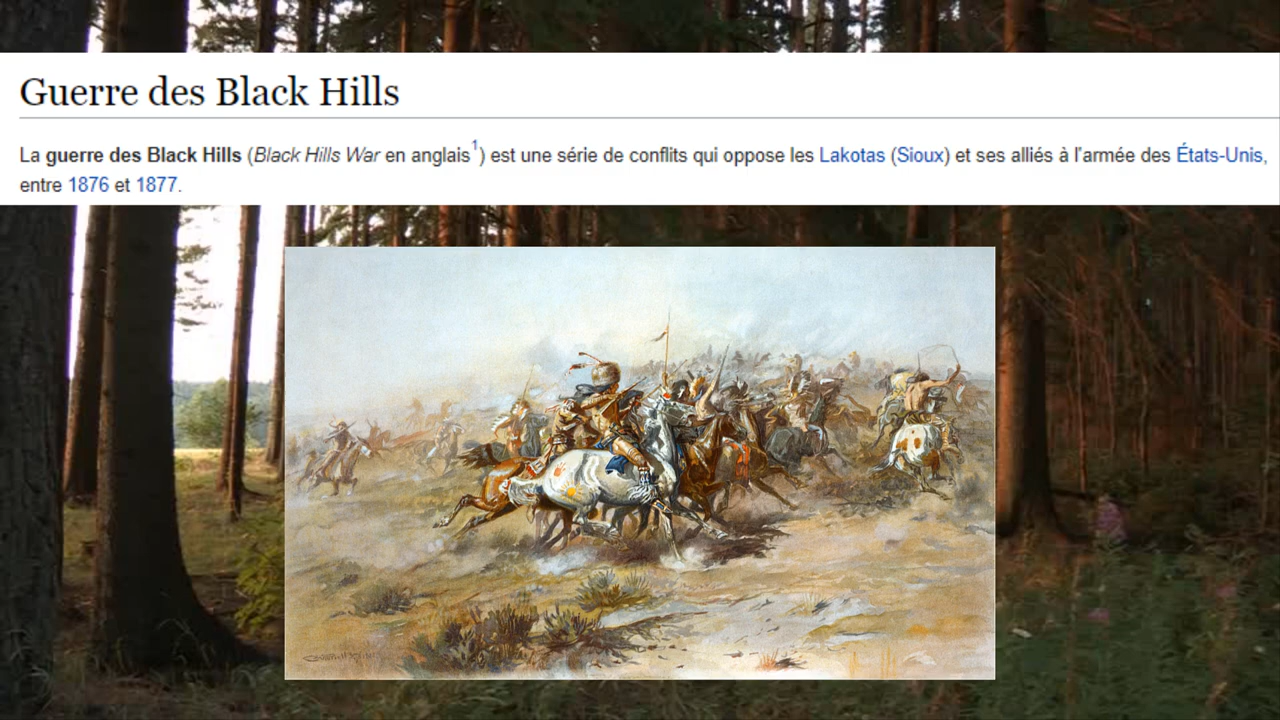 Guerre des Black Hills
La guerre des Black Hills (Black Hills War en anglais1) est une série de conflits qui oppose les Lakotas (Sioux) et ses alliés à l'armée des États-Unis,
entre 1876 et 1877.